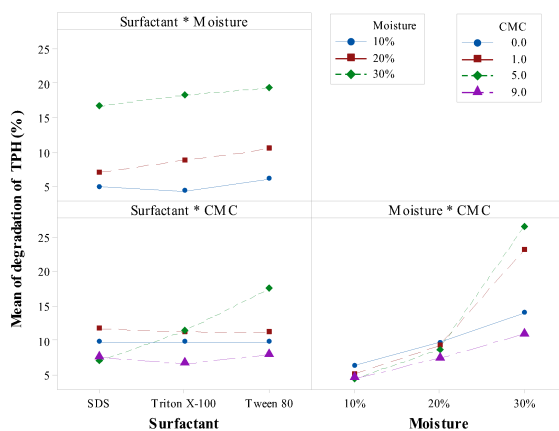 Surfactant * Moisture
Moisture
10%
20%
30%
CMC
0.0
1.0
5.0
9.0
25
20
15
10
5
Mean of degradation of TPH (%)
Surfactant * CMC
Moisture * CMC
25
20
15
10
5
SDS Triton X-100 Tween 80
10% 20% 30%
Surfactant
Moisture